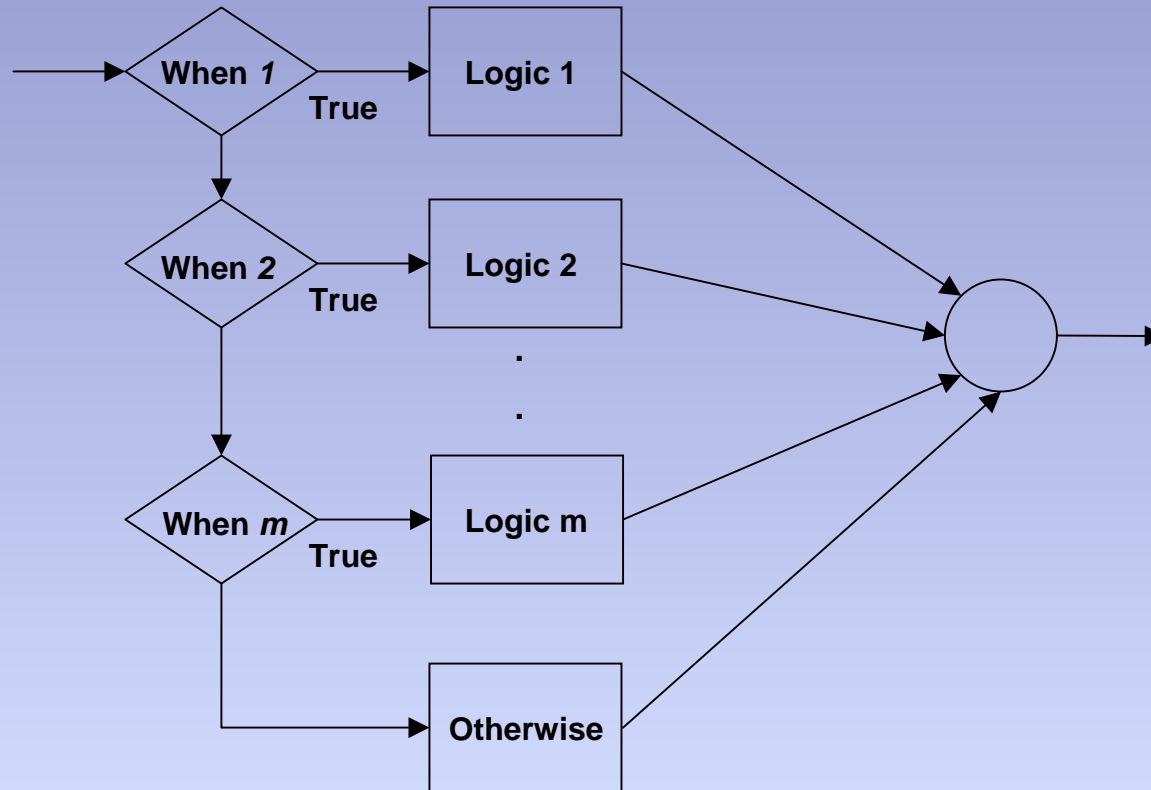 When 1
Logic 1
True
When 2
Logic 2
True
.
.
When m
Logic m
True
Otherwise